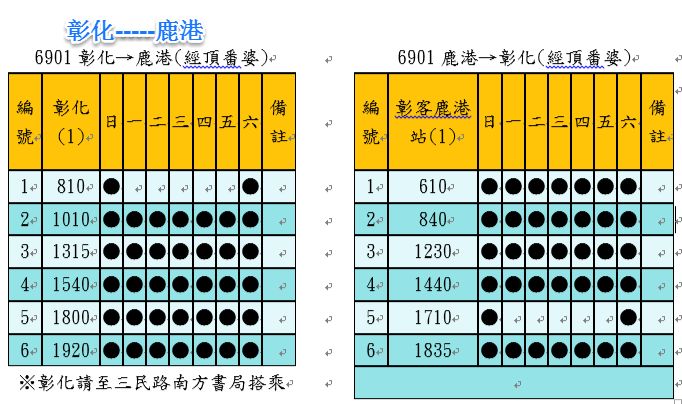 彰化-----鹿港
6901 彰化→鹿港(經頂番婆)
編號 彰化(1) 日 一 二 三 四 五 六 備註
1 810 ● ●
2 1010 ● ● ● ● ● ● ●
3 1315 ● ● ● ● ● ● ●
4 1540 ● ● ● ● ● ● ●
5 1800 ● ● ● ● ● ● ●
6 1920 ● ● ● ● ● ● ●
※彰化請至三民路南方書局搭乘
6901 鹿港→彰化(經頂番婆)
編號 彰客鹿港站(1) 日 一 二 三 四 五 六 備註
1 610 ● ● ● ● ● ● ●
2 840 ● ● ● ● ● ● ●
3 1230 ● ● ● ● ● ● ●
4 1440 ● ● ● ● ● ● ●
5 1710 ● ●
6 1835 ● ● ● ● ● ● ●